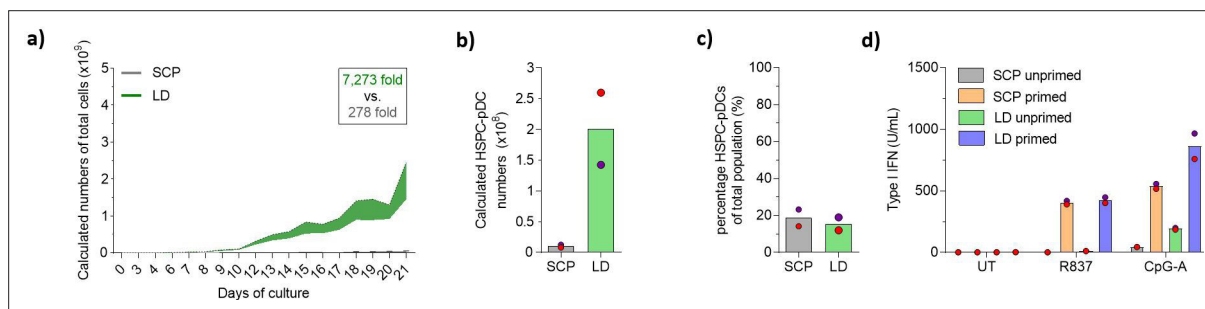 a)
Calculated numbers of total cells (x10⁹)
5
4
3
2
1
0
SCP
LD
7,273 fold
vs.
278 fold
0 3 4 6 7 8 9 10 12 13 14 15 16 17 18 19 20 21
Days of culture
b)
Calculated HSPC-pDC
numbers (x10⁸)
3
2.5
2
1.5
1
0.5
0
SCP LD
c)
percentage HSPC-pDCs
of total population (%)
100
80
60
40
20
0
SCP LD
d)
Type I IFN (U/mL)
1500
1000
500
0
SCP unprimed
SCP primed
LD unprimed
LD primed
UT R837 CpG-A